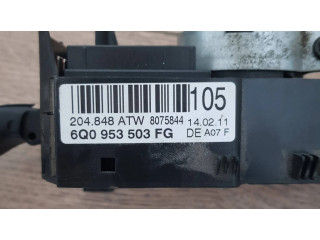 105
204.848 ATW 8075844 14.02.11
6Q0 953 503 FG DE A07 F